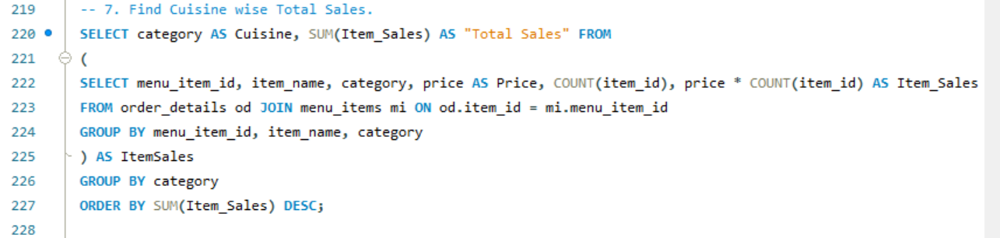 219 -- 7. Find Cuisine wise Total Sales.
220 SELECT category AS Cuisine, SUM(Item_Sales) AS "Total Sales" FROM
221 (
222 SELECT menu_item_id, item_name, category, price AS Price, COUNT(item_id), price * COUNT(item_id) AS Item_Sales
223 FROM order_details od JOIN menu_items mi ON od.item_id = mi.menu_item_id
224 GROUP BY menu_item_id, item_name, category
225 ) AS ItemSales
226 GROUP BY category
227 ORDER BY SUM(Item_Sales) DESC;
228